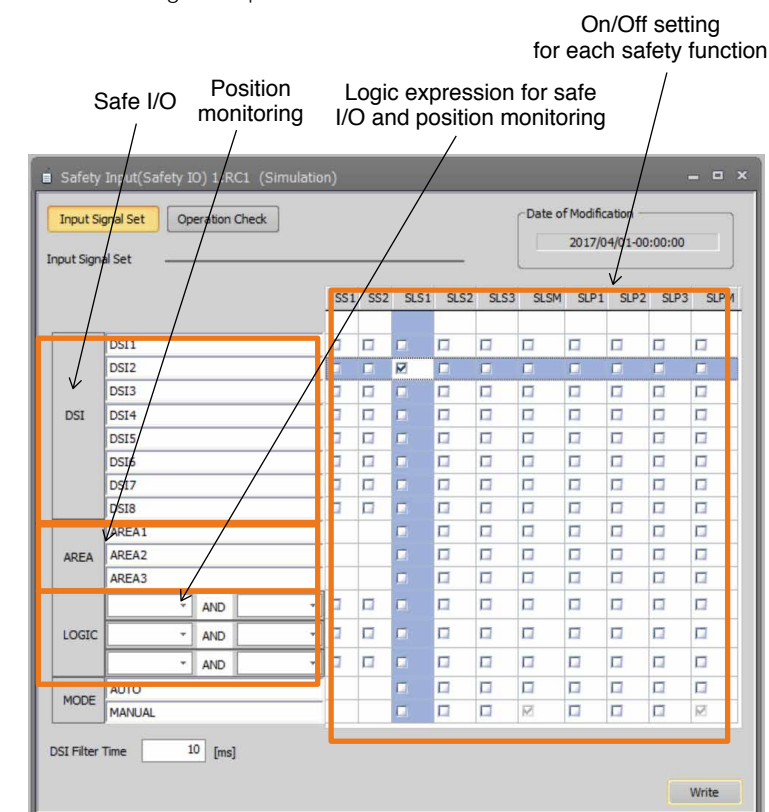 On/Off setting
for each safety function
Safe I/O
Position
monitoring
Logic expression for safe
I/O and position monitoring
Safety Input(Safety IO) 1:RC1 (Simulation)
Input Signal Set
Operation Check
Date of Modification
2017/04/01-00:00:00
Input Signal Set
SS1 SS2 SLS1 SLS2 SLS3 SLSM SLP1 SLP2 SLP3 SLPM
DSI
DSI1
DSI2
DSI3
DSI4
DSI5
DSI6
DSI7
DSI8
AREA
AREA1
AREA2
AREA3
LOGIC
AND
AND
AND
MODE
AUTO
MANUAL
DSI Filter Time 10 [ms]
Write